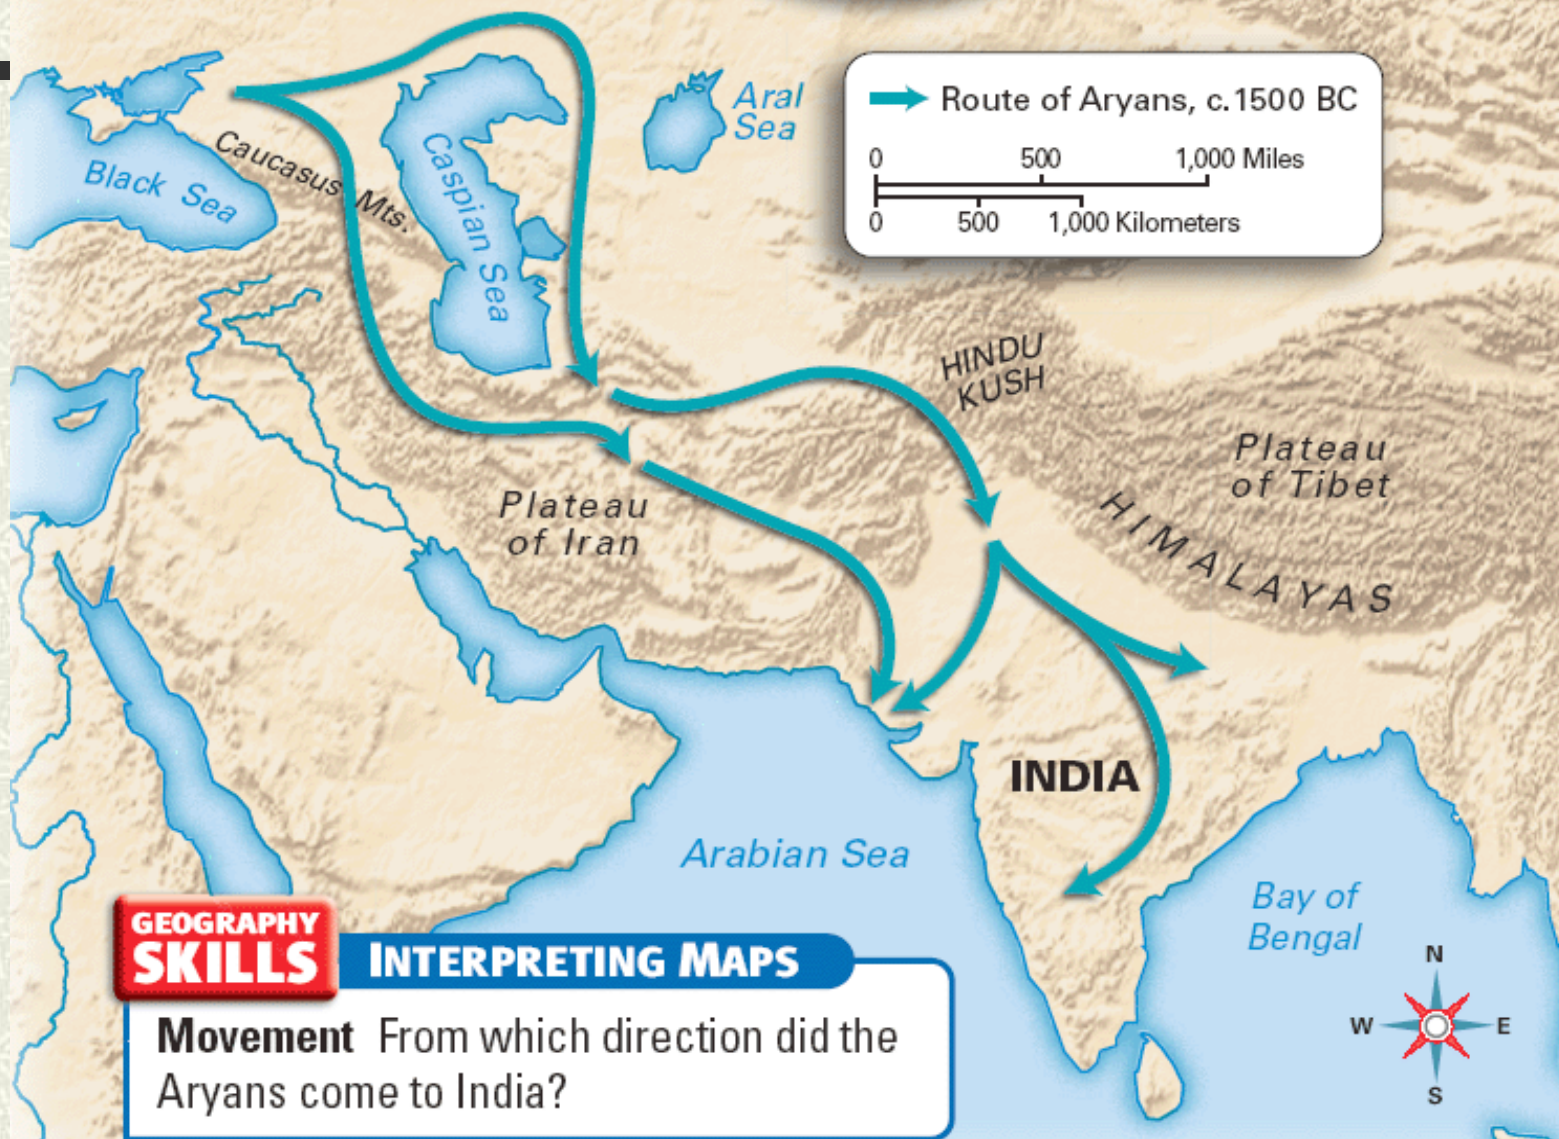 Aral
Sea
Route of Aryans, c.1500 BC
0 500 1,000 Miles
0 500 1,000 Kilometers
Black Sea
Caucasus Mts.
Caspian Sea
HINDU
KUSH
Plateau
of Tibet
HIMALAYAS
Plateau
of Iran
INDIA
Arabian Sea
Bay of
Bengal
N
W E
S
GEOGRAPHY
SKILLS
INTERPRETING MAPS
Movement From which direction did the
Aryans come to India?